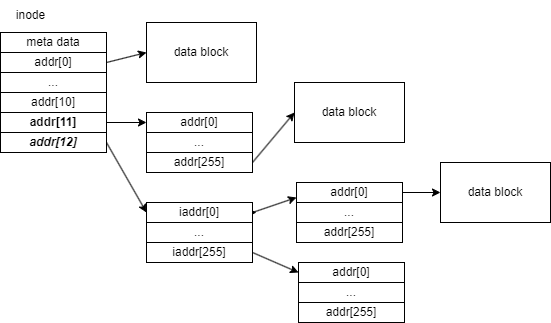 inode
meta data
addr[0]
...
addr[10]
addr[11]
addr[12]
data block
addr[0]
...
addr[255]
data block
iaddr[0]
...
iaddr[255]
addr[0]
...
addr[255]
data block
addr[0]
...
addr[255]